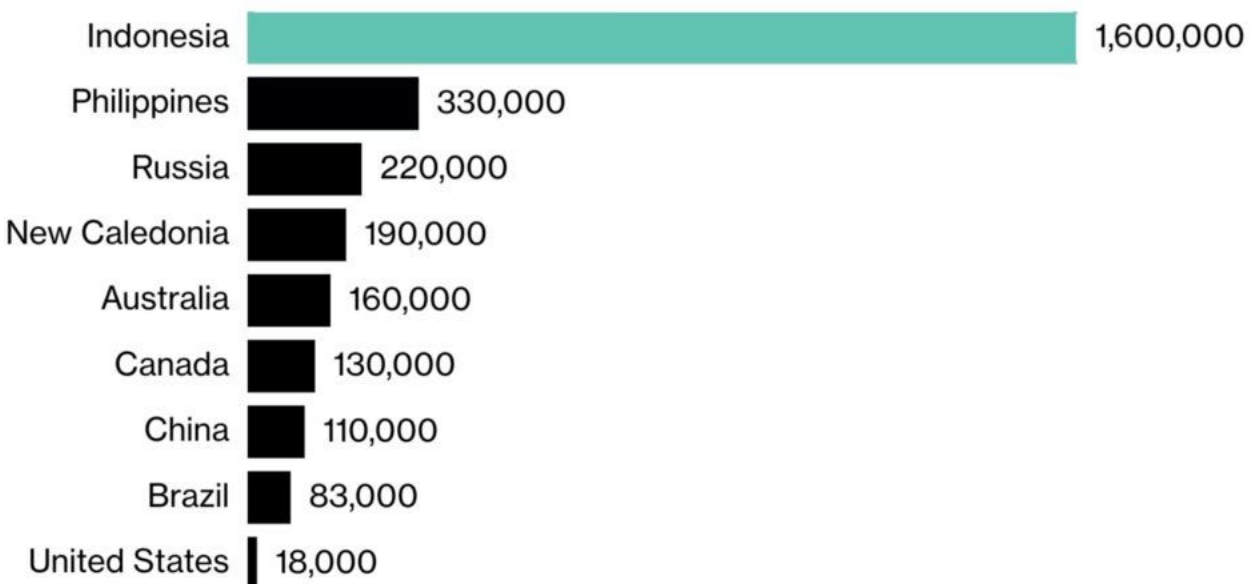 Indonesia 1,600,000
Philippines 330,000
Russia 220,000
New Caledonia 190,000
Australia 160,000
Canada 130,000
China 110,000
Brazil 83,000
United States 18,000